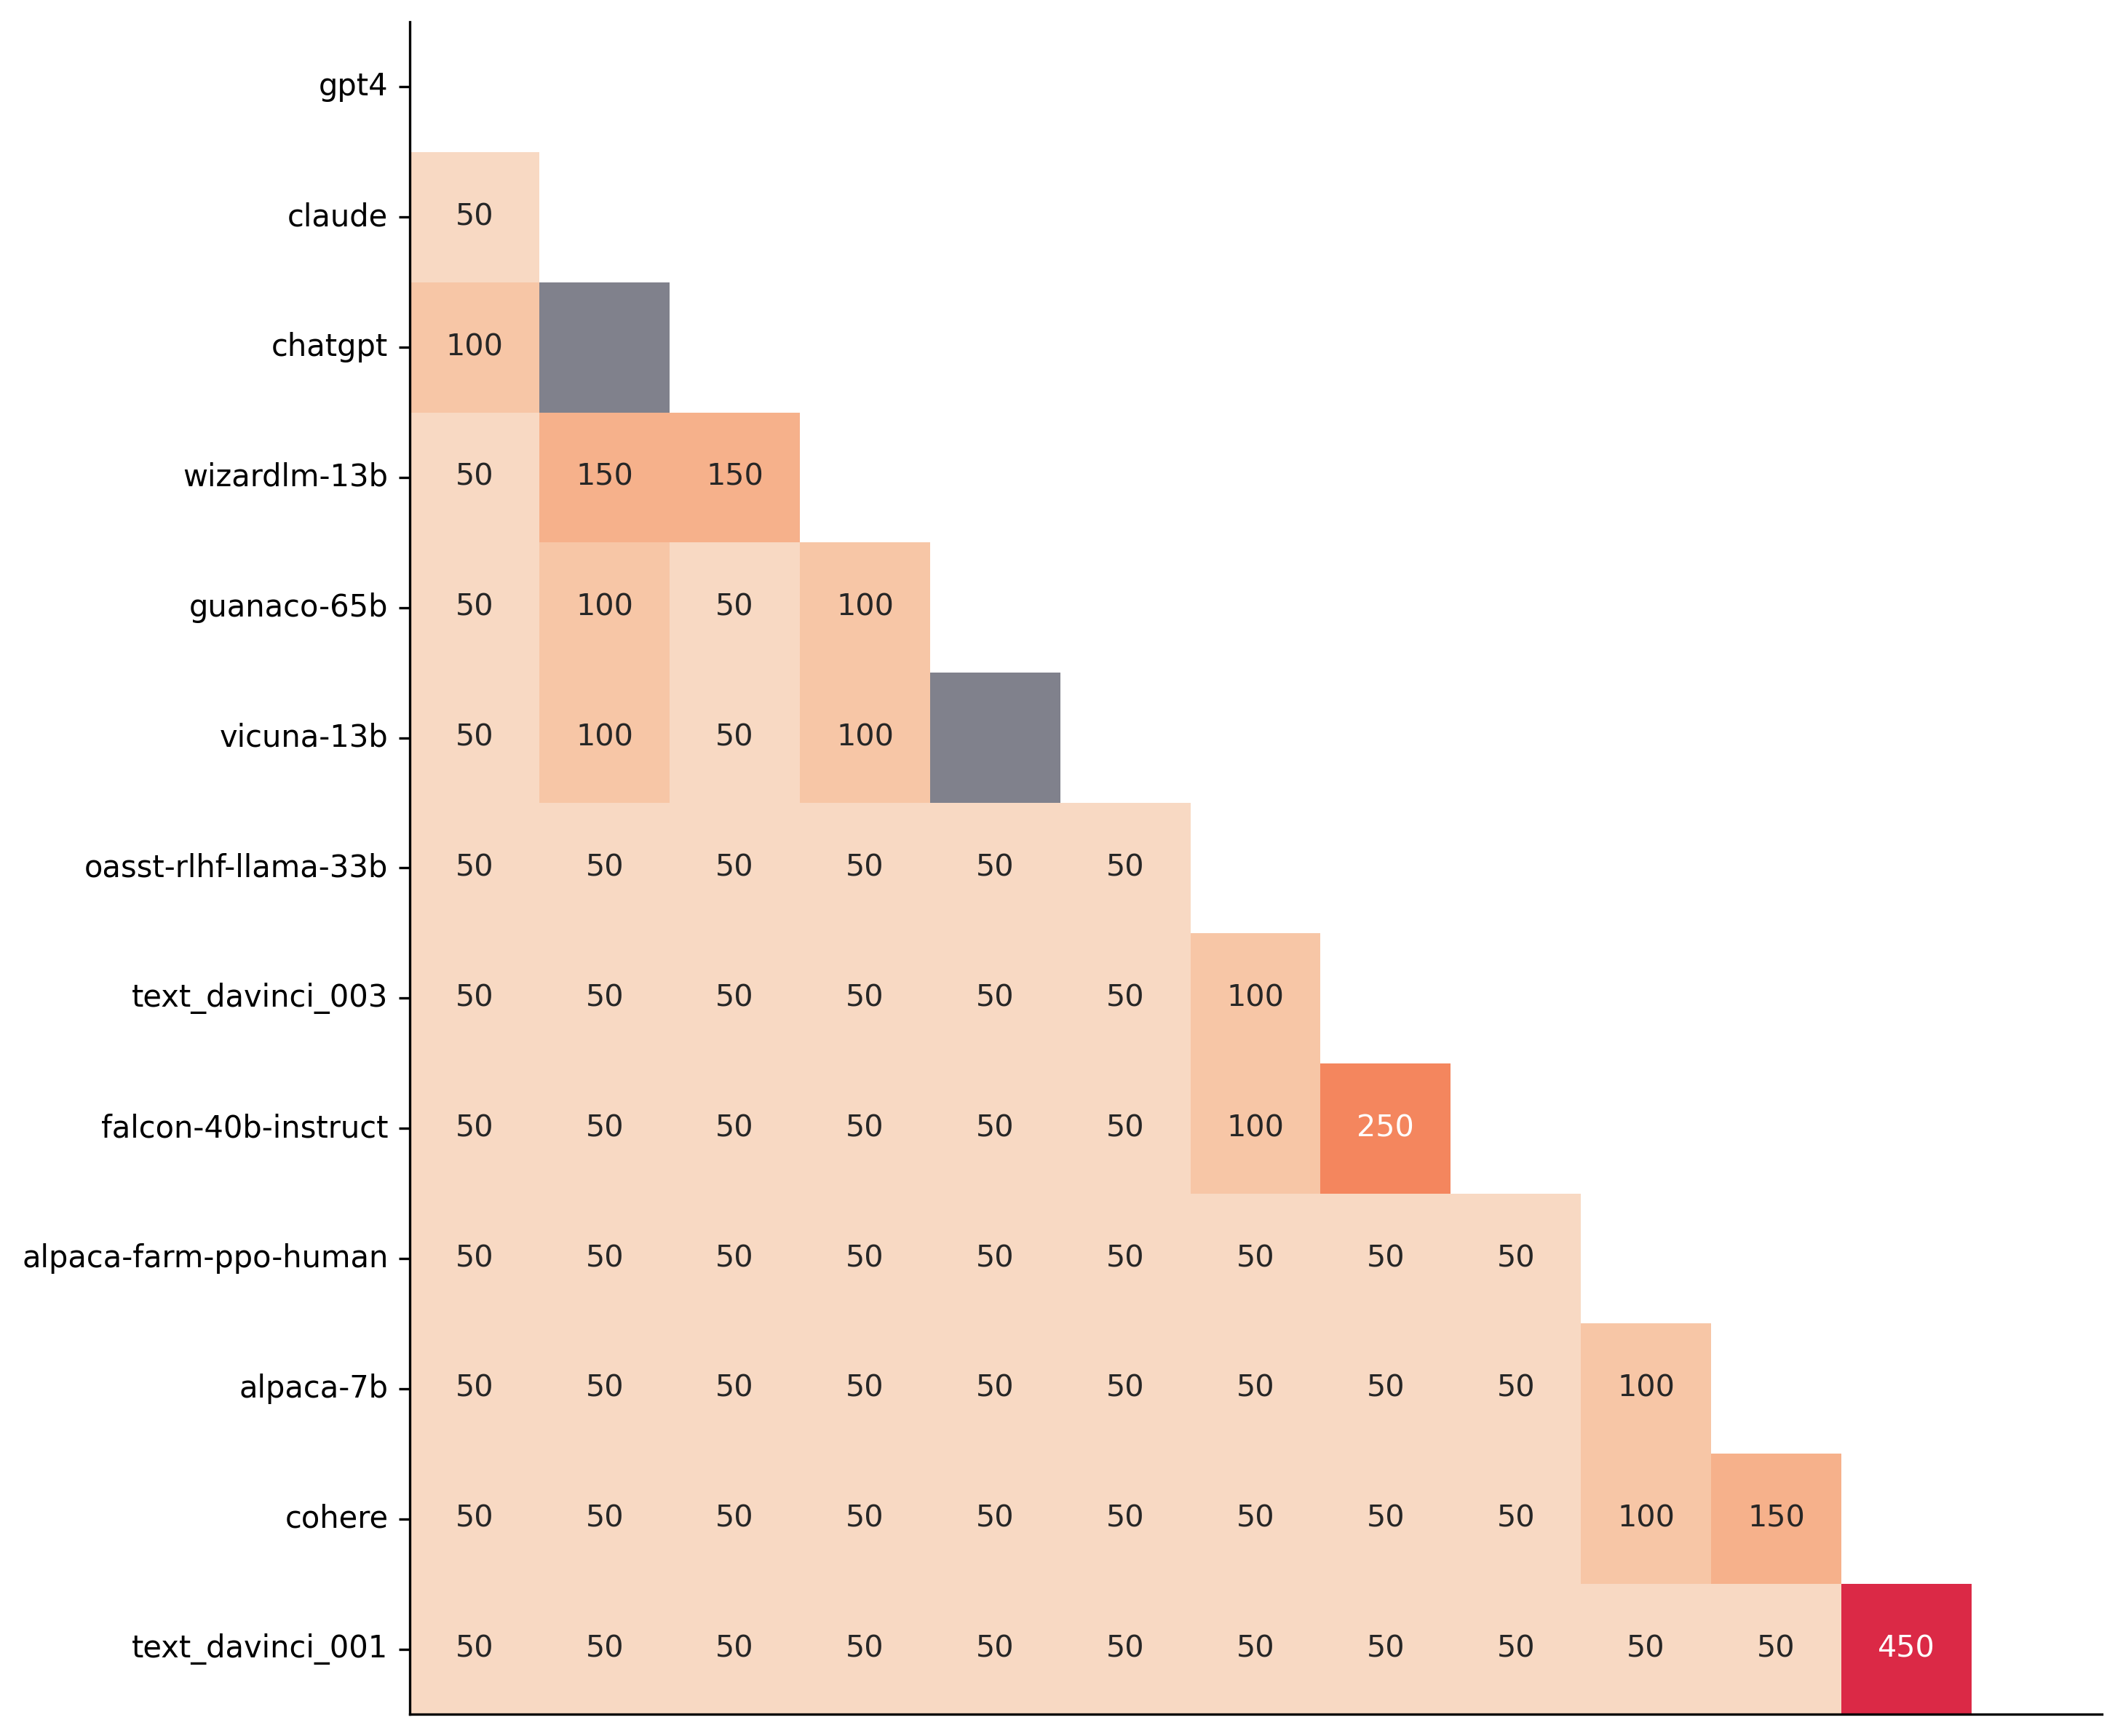 gpt4
claude 50
chatgpt 100
wizardlm-13b 50 150 150
guanaco-65b 50 100 50 100
vicuna-13b 50 100 50 100
oasst-rlhf-llama-33b 50 50 50 50 50 50
text_davinci_003 50 50 50 50 50 50 100
falcon-40b-instruct 50 50 50 50 50 50 100 250
alpaca-farm-ppo-human 50 50 50 50 50 50 50 50 50
alpaca-7b 50 50 50 50 50 50 50 50 50 100
cohere 50 50 50 50 50 50 50 50 50 100 150
text_davinci_001 50 50 50 50 50 50 50 50 50 50 50 450